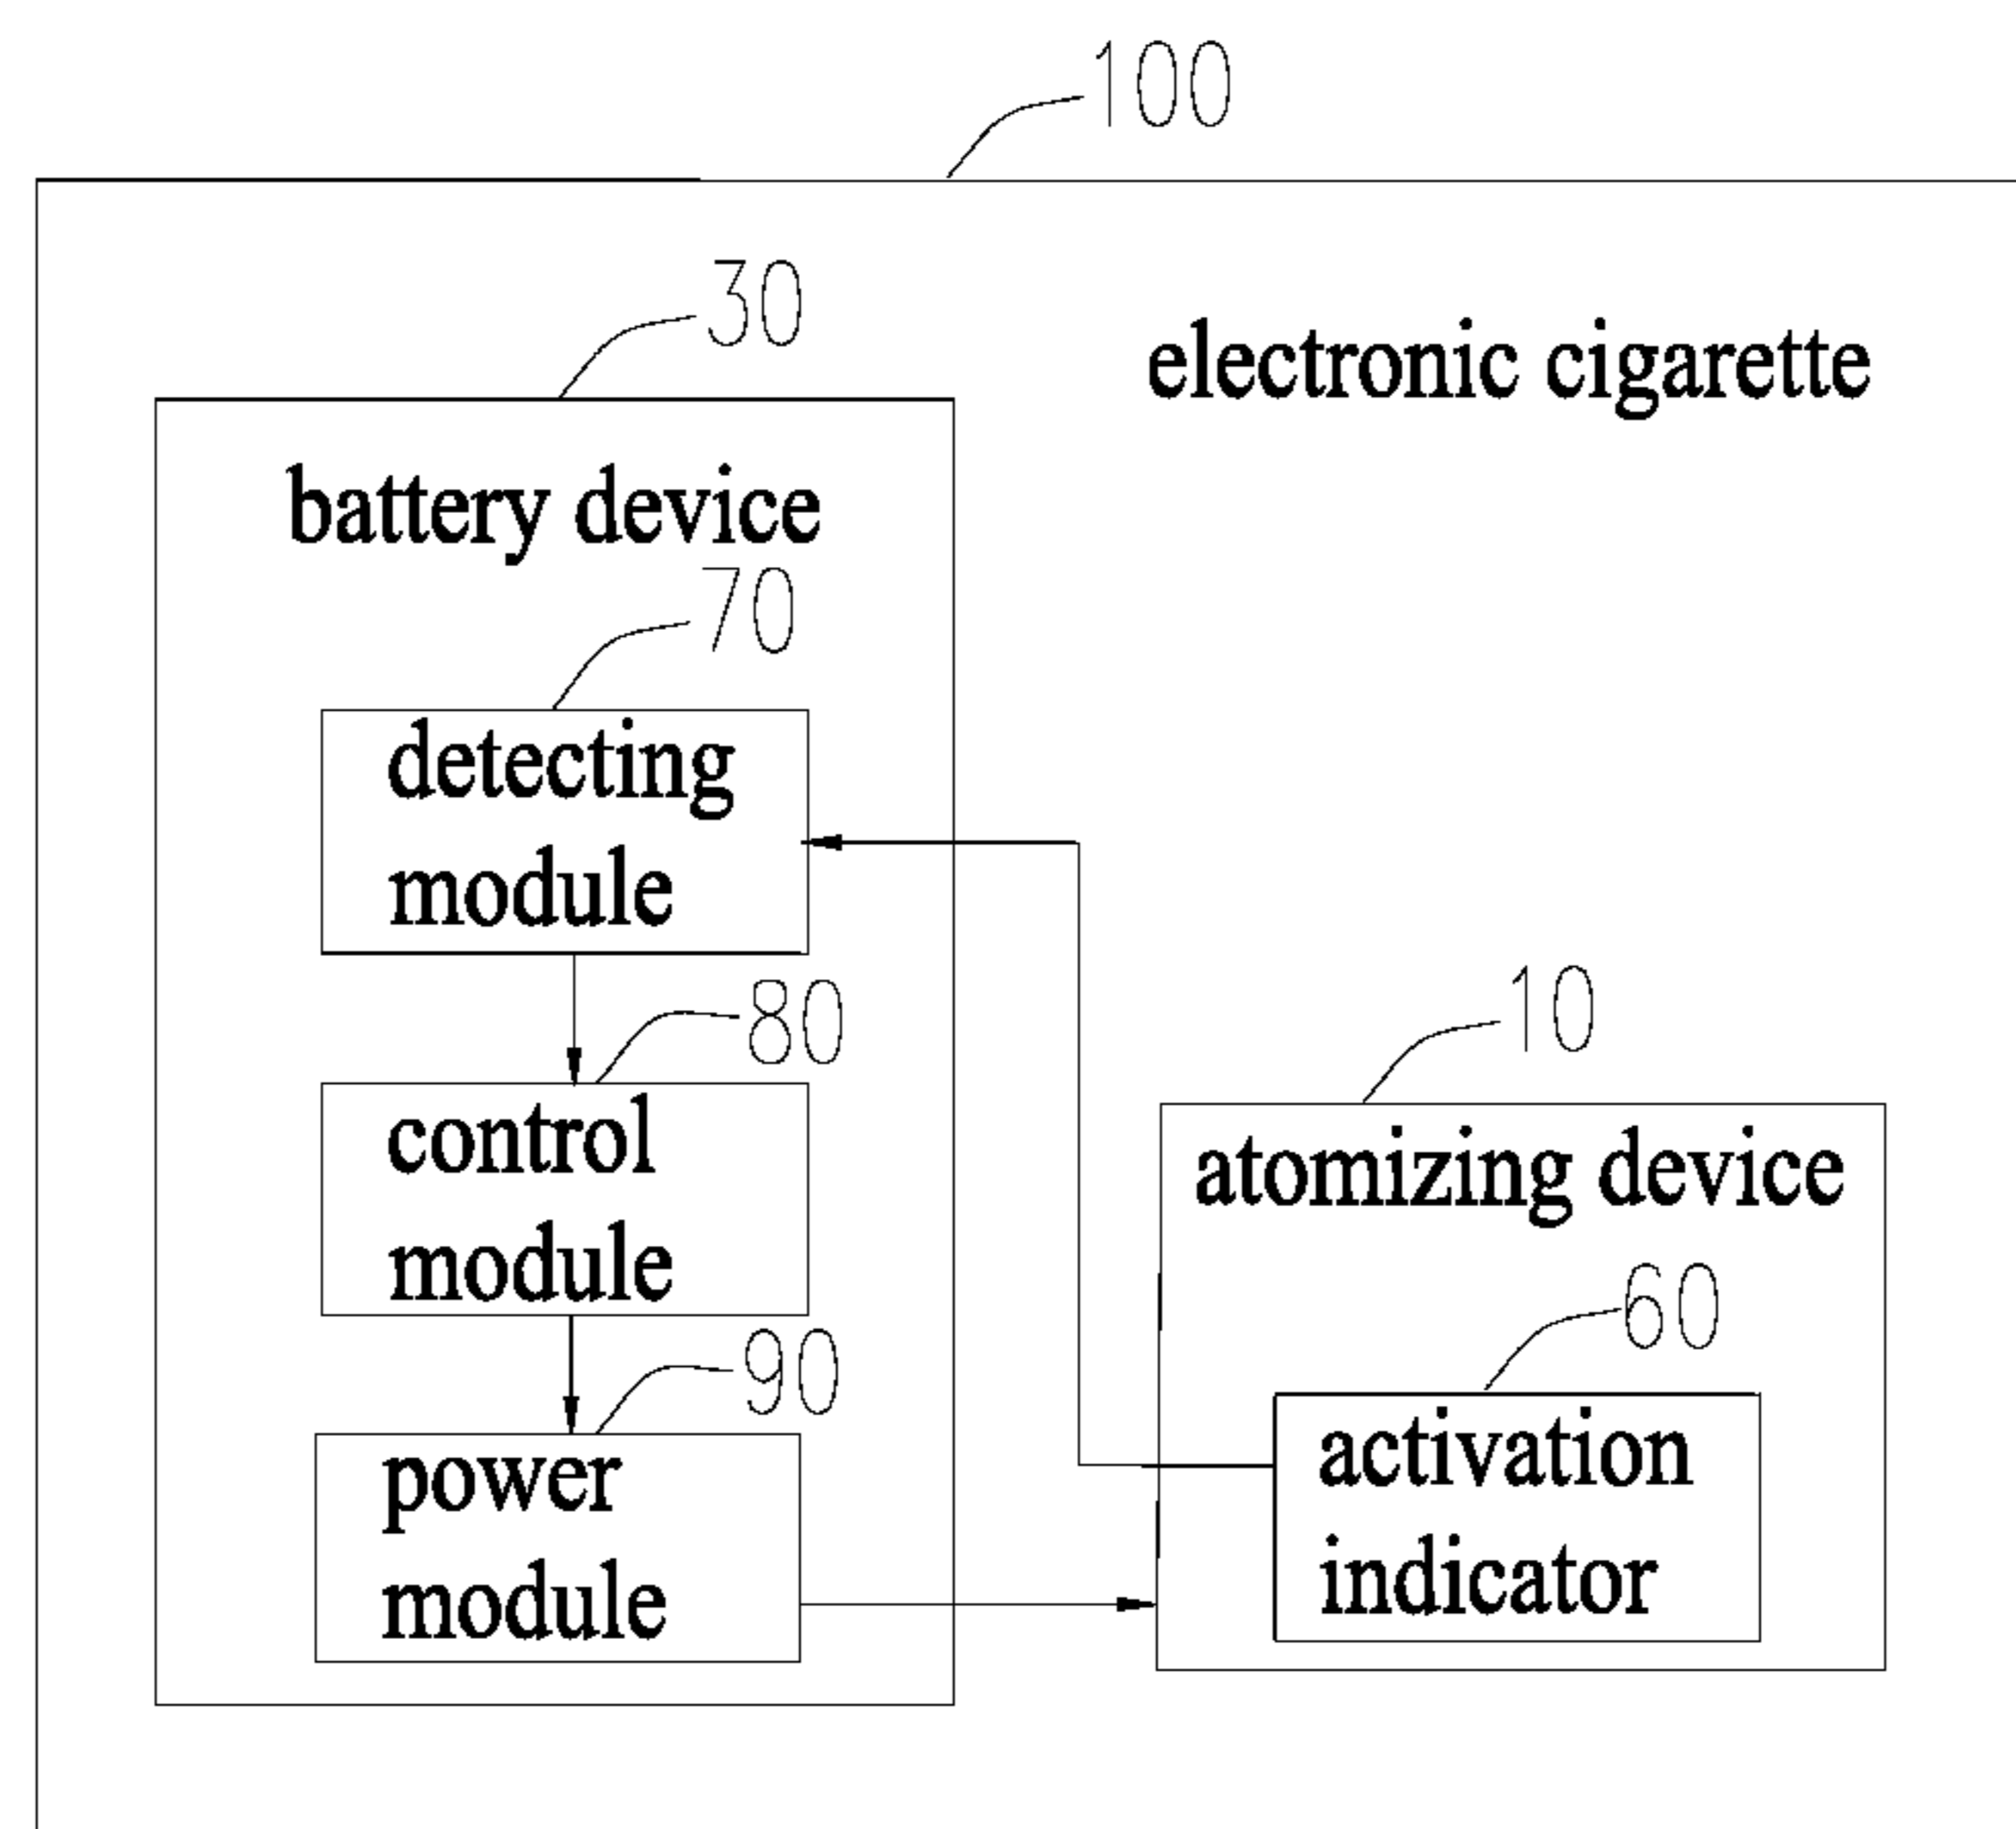 100
30
electronic cigarette
battery device
70
detecting
module
80
10
control
module
atomizing device
60
90
activation
indicator
power
module